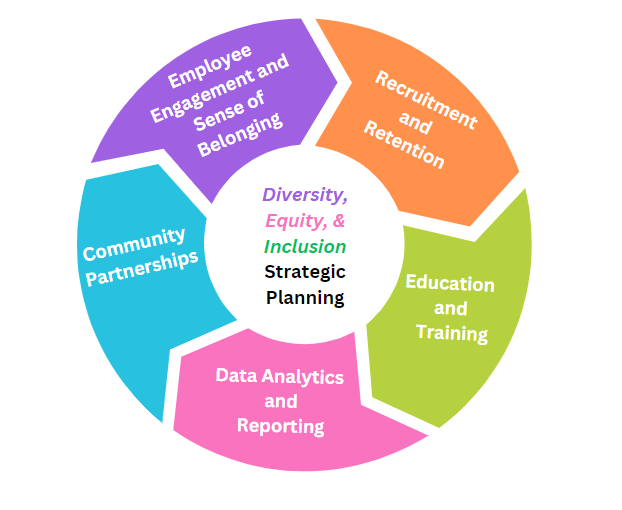 Employee
Engagement and
Sense of
Belonging
Recruitment
and
Retention
Diversity,
Equity, &
Inclusion
Strategic
Planning
Community
Partnerships
Education
and
Training
Data Analytics
and
Reporting